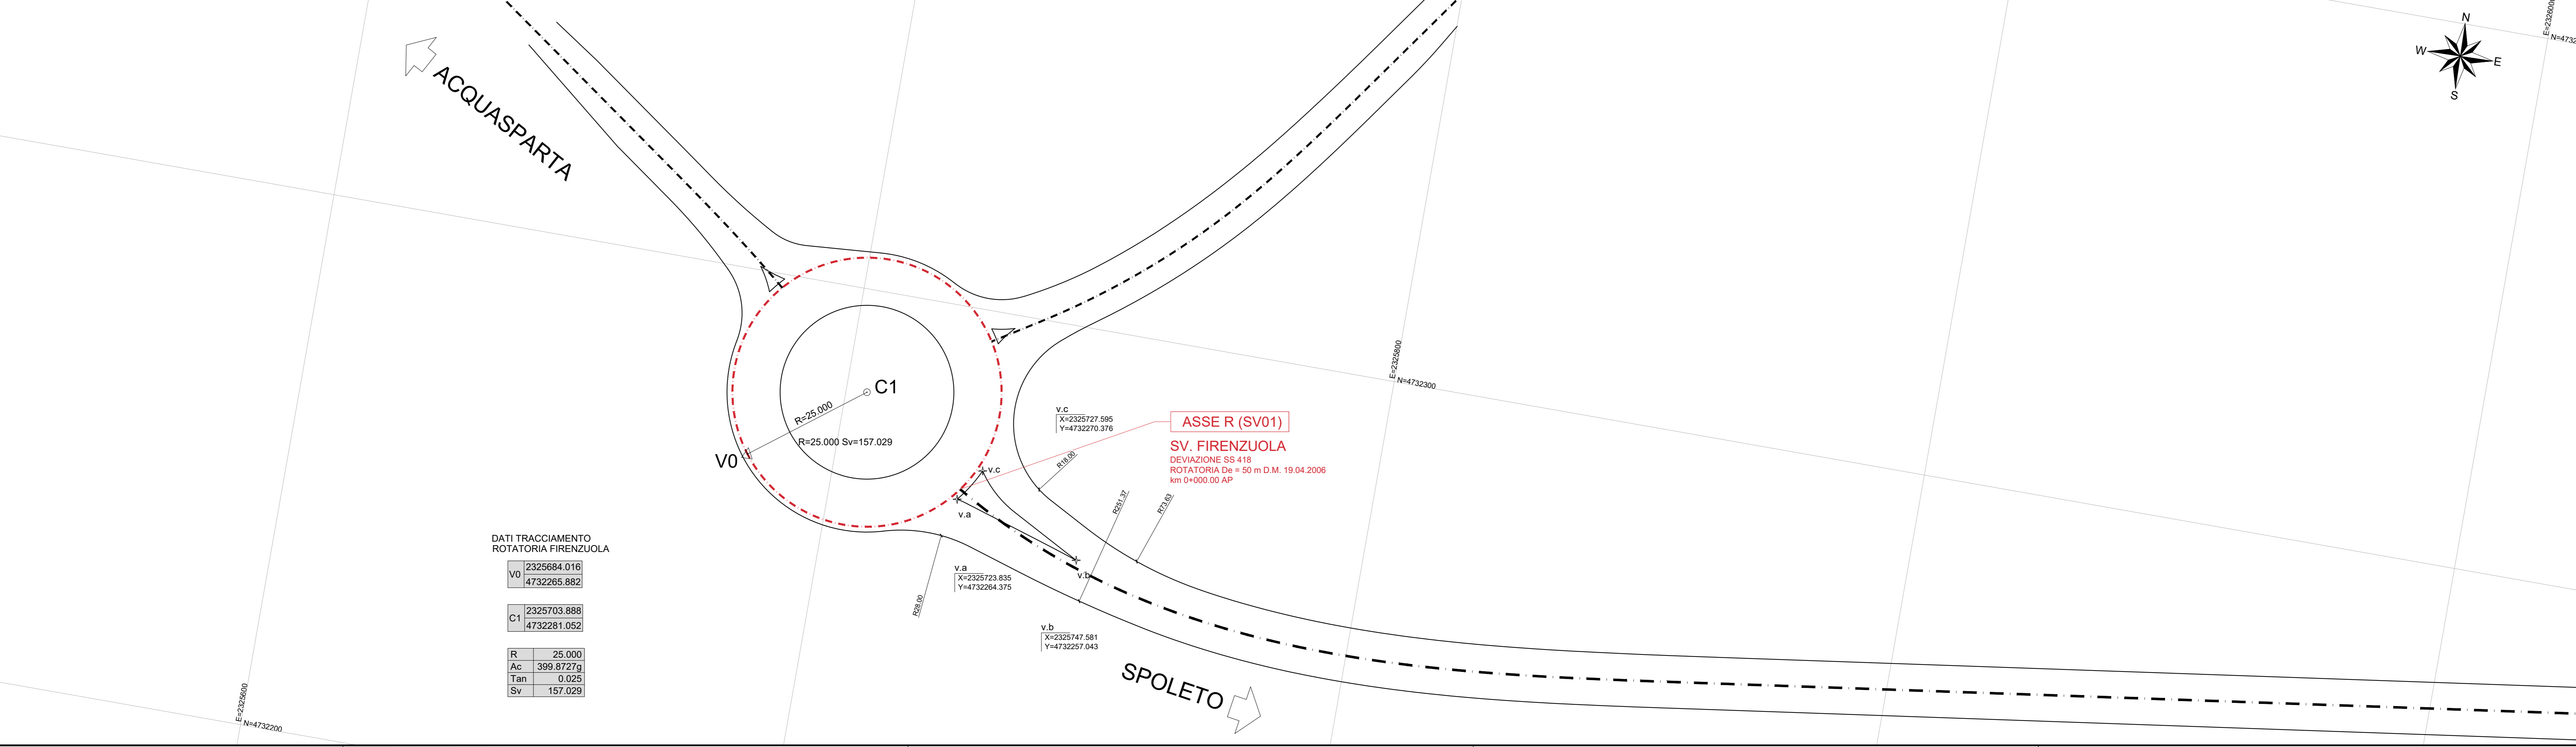 ACQUASPARTA
N
W
E
S
E=2325800
N=4732300
C1
R=25.000
R=25.000 Sv=157.029
V0
v.c
X=2325727.595
Y=4732270.376
ASSE R (SV01)
SV. FIRENZUOLA
DEVIAZIONE SS 418
ROTATORIA De = 50 m D.M. 19.04.2006
km 0+000.00 AP
R18.00
v.c
R251.37
R73.63
v.a
v.b
v.a
X=2325723.835
Y=4732264.375
R28.00
v.b
X=2325747.581
Y=4732257.043
SPOLETO
DATI TRACCIAMENTO
ROTATORIA FIRENZUOLA
V0 2325684.016
4732265.882
C1 2325703.888
4732281.052
R 25.000
Ac 399.8727g
Tan 0.025
Sv 157.029
E=2325600
N=4732200